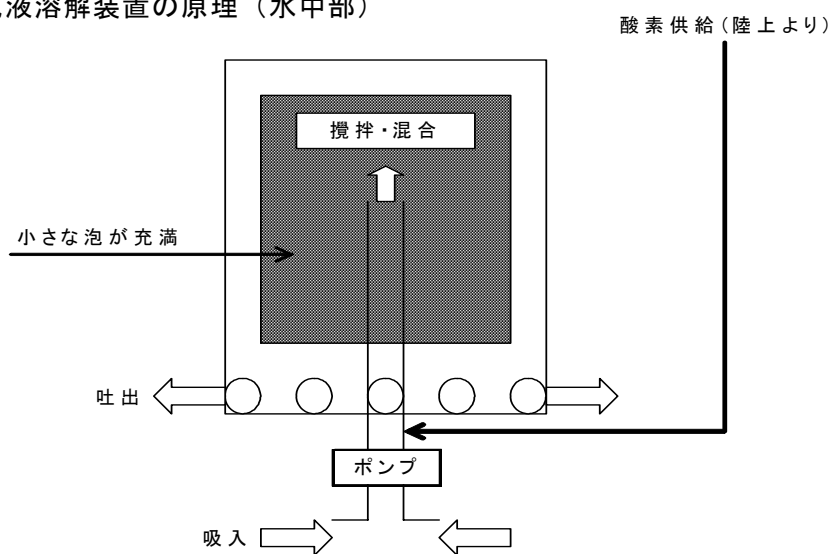 液溶解装置の原理（水中部）
酸素供給（陸上より）
攪拌・混合
小さな泡が充満
吐出
ポンプ
吸入